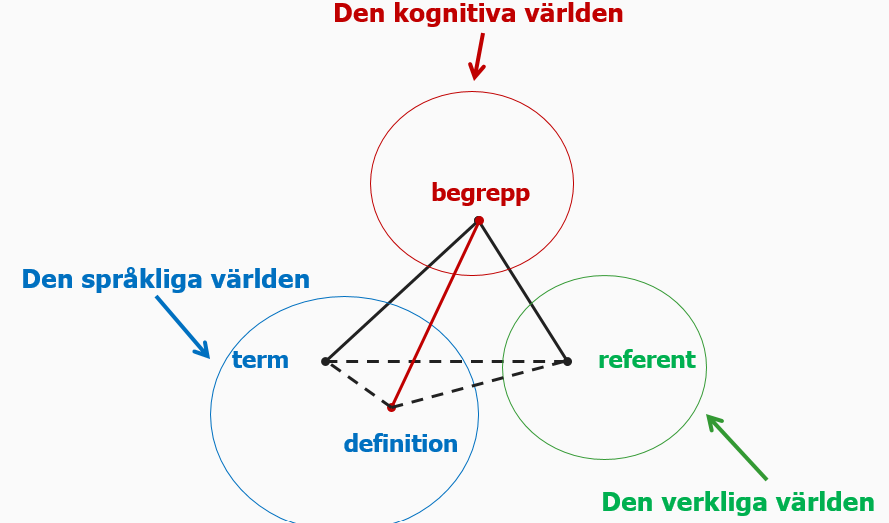 Den kognitiva världen
begrepp
Den språkliga världen
term
referent
definition
Den verkliga världen